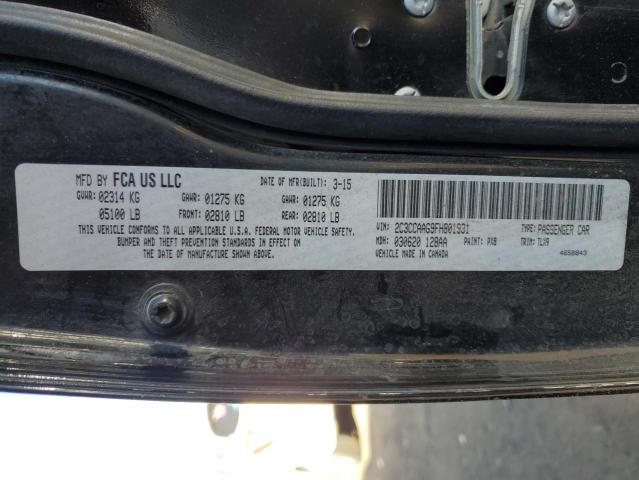 MFD BY FCA US LLC DATE OF MFR(BUILT): 3-15
GVWR: 02314 KG GAWR: 01275 KG GAWR: 01275 KG
05100 LB FRONT: 02810 LB REAR: 02810 LB
THIS VEHICLE CONFORMS TO ALL APPLICABLE U.S.A. FEDERAL MOTOR VEHICLE SAFETY,
BUMPER AND THEFT PREVENTION STANDARDS IN EFFECT ON
THE DATE OF MANUFACTURE SHOWN ABOVE.
VIN: 2C3CCAAG9FH801931 TYPE: PASSENGER CAR
MDH: 030620 128AA PAINT: PX8 TRIM: TLX9
VEHICLE MADE IN CANADA 4658843